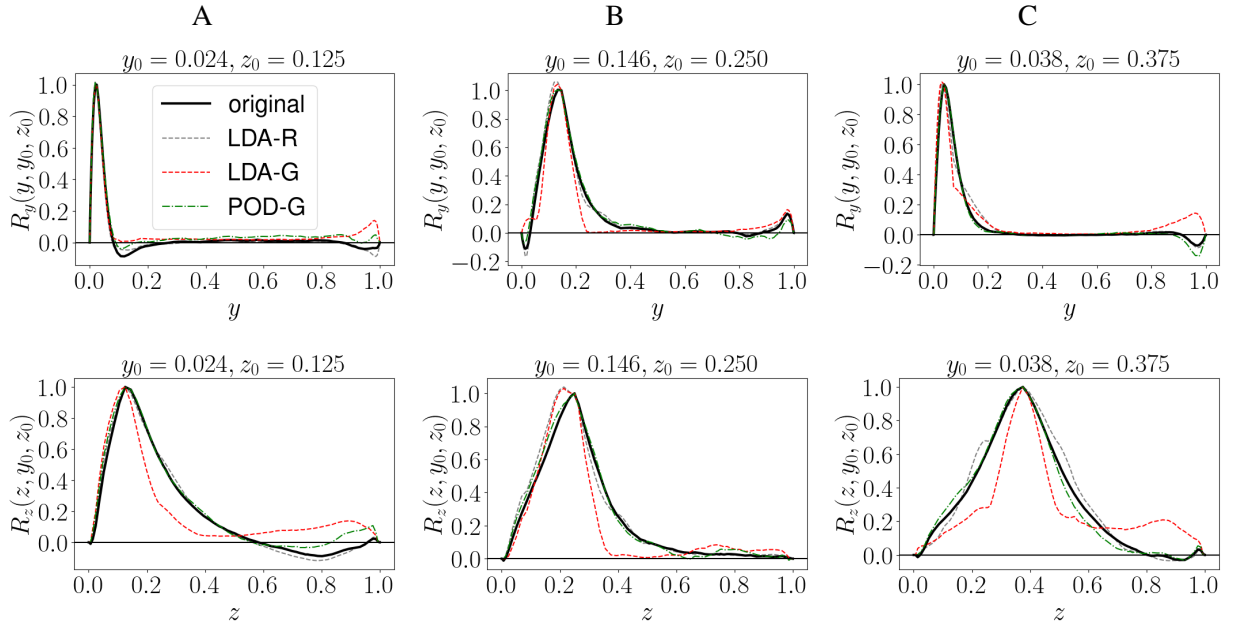 A B C
y₀ = 0.024, z₀ = 0.125
y₀ = 0.146, z₀ = 0.250
y₀ = 0.038, z₀ = 0.375
R_y(y, y₀, z₀)
1.0
0.8
0.6
0.4
0.2
0.0
original
LDA-R
LDA-G
POD-G
0.0 0.2 0.4 0.6 0.8 1.0
y
R_y(y, y₀, z₀)
1.0
0.8
0.6
0.4
0.2
0.0
−0.2
0.0 0.2 0.4 0.6 0.8 1.0
y
R_y(y, y₀, z₀)
1.0
0.8
0.6
0.4
0.2
0.0
−0.2
0.0 0.2 0.4 0.6 0.8 1.0
y
y₀ = 0.024, z₀ = 0.125
y₀ = 0.146, z₀ = 0.250
y₀ = 0.038, z₀ = 0.375
R_z(z, y₀, z₀)
1.0
0.8
0.6
0.4
0.2
0.0
0.0 0.2 0.4 0.6 0.8 1.0
z
R_z(z, y₀, z₀)
1.0
0.8
0.6
0.4
0.2
0.0
0.0 0.2 0.4 0.6 0.8 1.0
z
R_z(z, y₀, z₀)
1.0
0.8
0.6
0.4
0.2
0.0
0.0 0.2 0.4 0.6 0.8 1.0
z